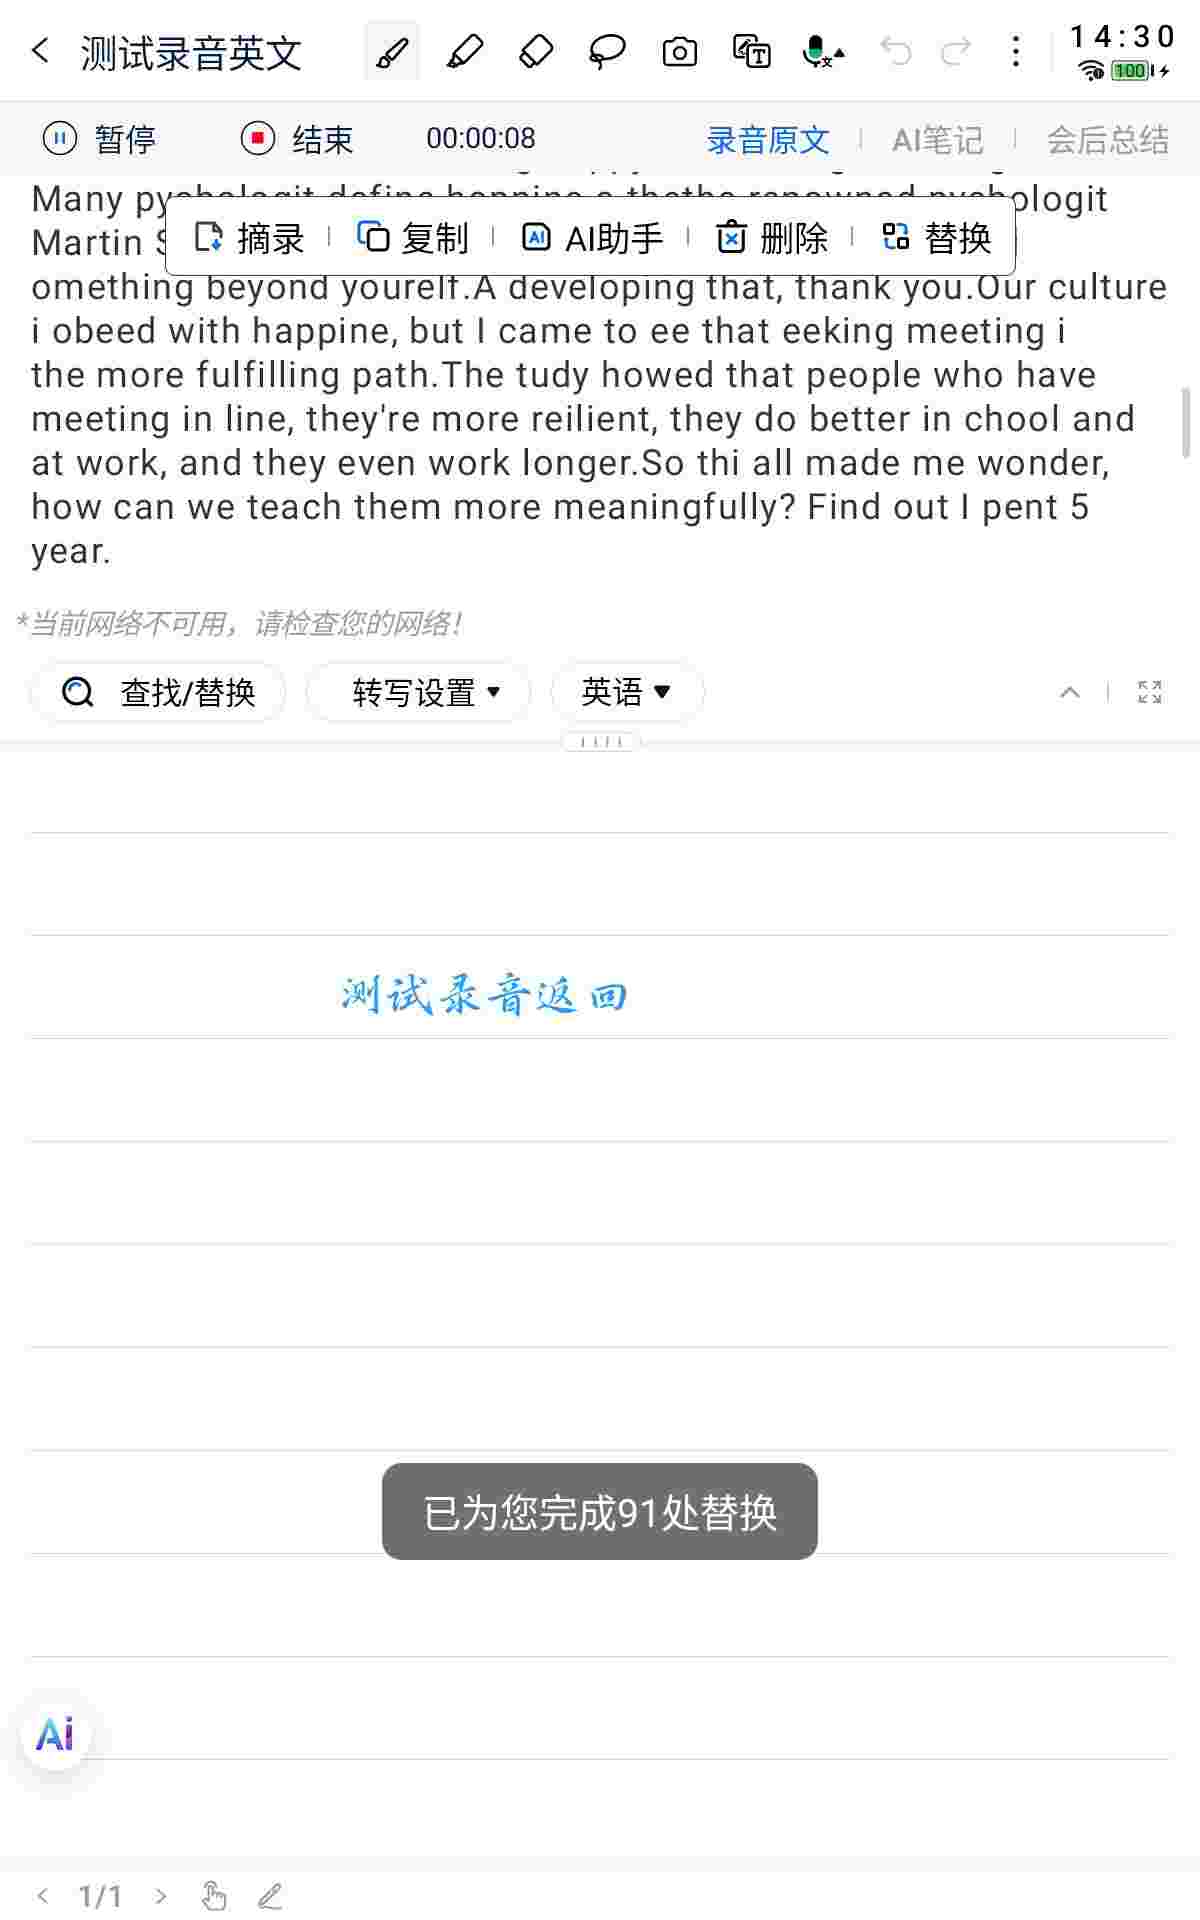 测试录音英文
14:30
100
暂停 结束 00:00:08 录音原文 AI笔记 会后总结
Many pychologit define happine a thethe renowned pychologit
摘录 复制 AI助手 删除 替换
Martin S
omething beyond yourelf.A developing that, thank you.Our culture
i obeed with happine, but I came to ee that eeking meeting i
the more fulfilling path.The tudy howed that people who have
meeting in line, they're more reilient, they do better in chool and
at work, and they even work longer.So thi all made me wonder,
how can we teach them more meaningfully? Find out I pent 5
year.
*当前网络不可用，请检查您的网络！
查找/替换 转写设置 英语
测试录音返回
已为您完成91处替换
Ai
1/1